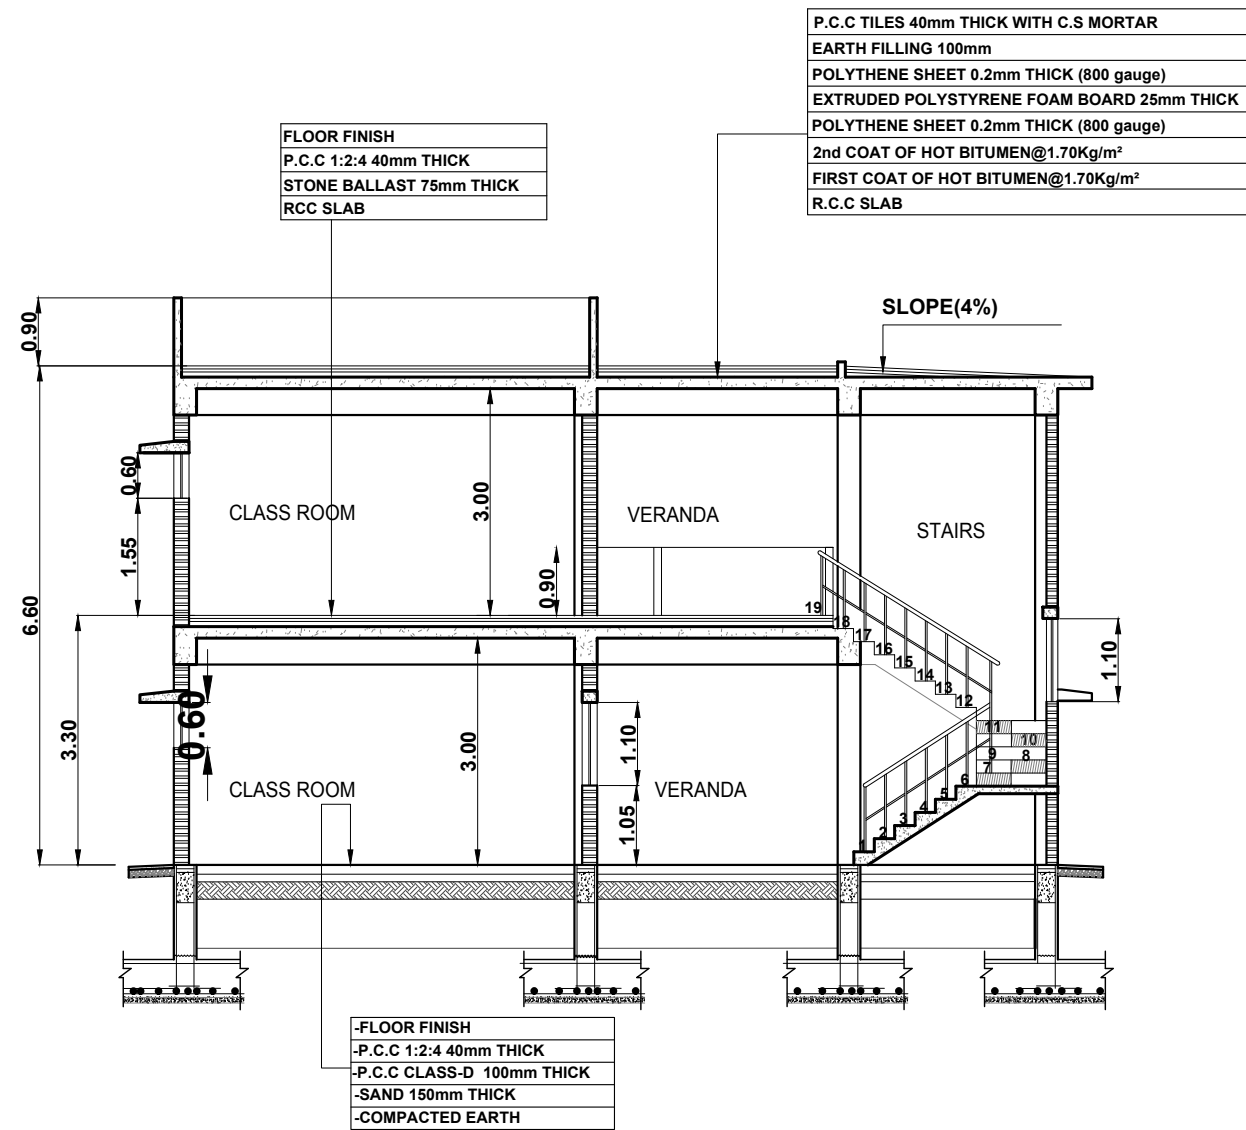 P.C.C TILES 40mm THICK WITH C.S MORTAR
EARTH FILLING 100mm
POLYTHENE SHEET 0.2mm THICK (800 gauge)
EXTRUDED POLYSTYRENE FOAM BOARD 25mm THICK
POLYTHENE SHEET 0.2mm THICK (800 gauge)
2nd COAT OF HOT BITUMEN@1.70Kg/m²
FIRST COAT OF HOT BITUMEN@1.70Kg/m²
R.C.C SLAB
FLOOR FINISH
P.C.C 1:2:4 40mm THICK
STONE BALLAST 75mm THICK
RCC SLAB
SLOPE(4%)
0.90
0.60
3.00
CLASS ROOM
VERANDA
STAIRS
1.55
0.90
6.60
19
18
17
16
15
14
13
12
11
10
9
8
7
6
5
4
3
2
1
1.10
0.60
3.30
3.00
1.10
CLASS ROOM
VERANDA
1.05
-FLOOR FINISH
-P.C.C 1:2:4 40mm THICK
-P.C.C CLASS-D 100mm THICK
-SAND 150mm THICK
-COMPACTED EARTH